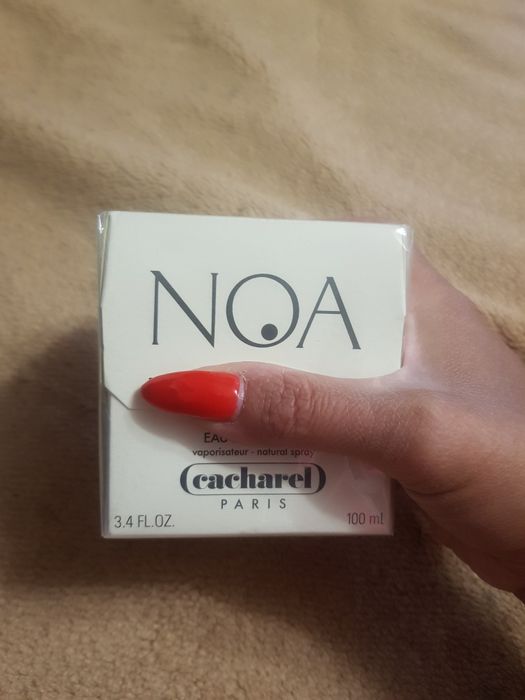 NOA
EAU
vaporisateur - natural spray
cacharel
PARIS
3.4 FL.OZ. 100 ml